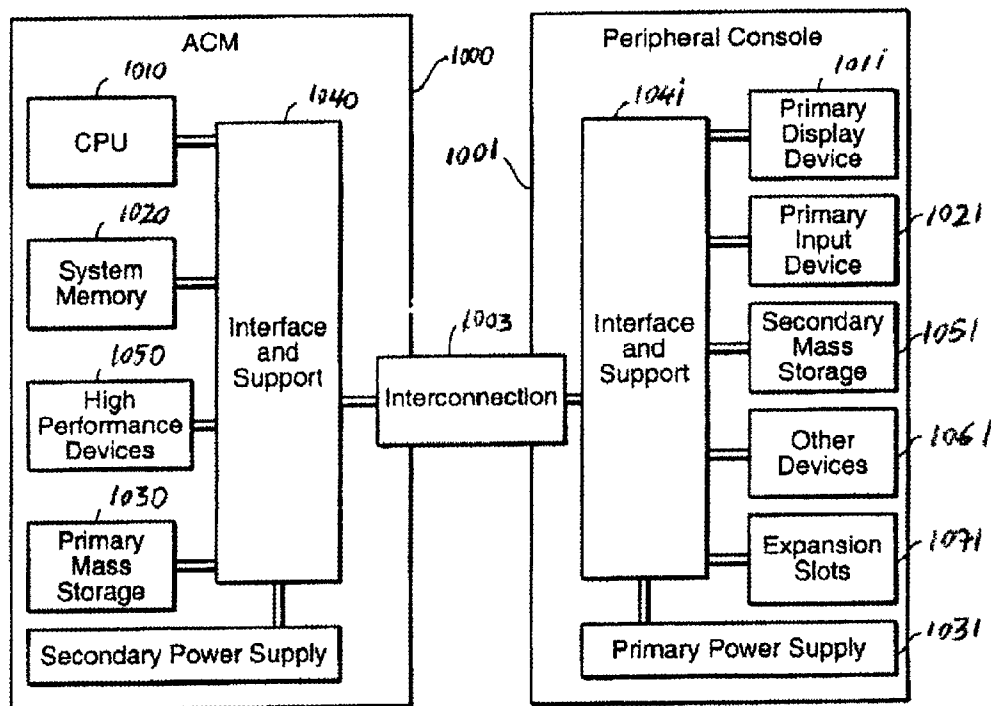 ACM
1000
1010
CPU
1040
1020
System
Memory
1050
High
Performance
Devices
1030
Primary
Mass
Storage
Interface
and
Support
Secondary Power Supply
1003
Interconnection
Peripheral Console
1001
1041
Interface
and
Support
1011
Primary
Display
Device
Primary
Input
Device
1021
Secondary
Mass
Storage
1051
Other
Devices
1061
Expansion
Slots
1071
Primary Power Supply
1031